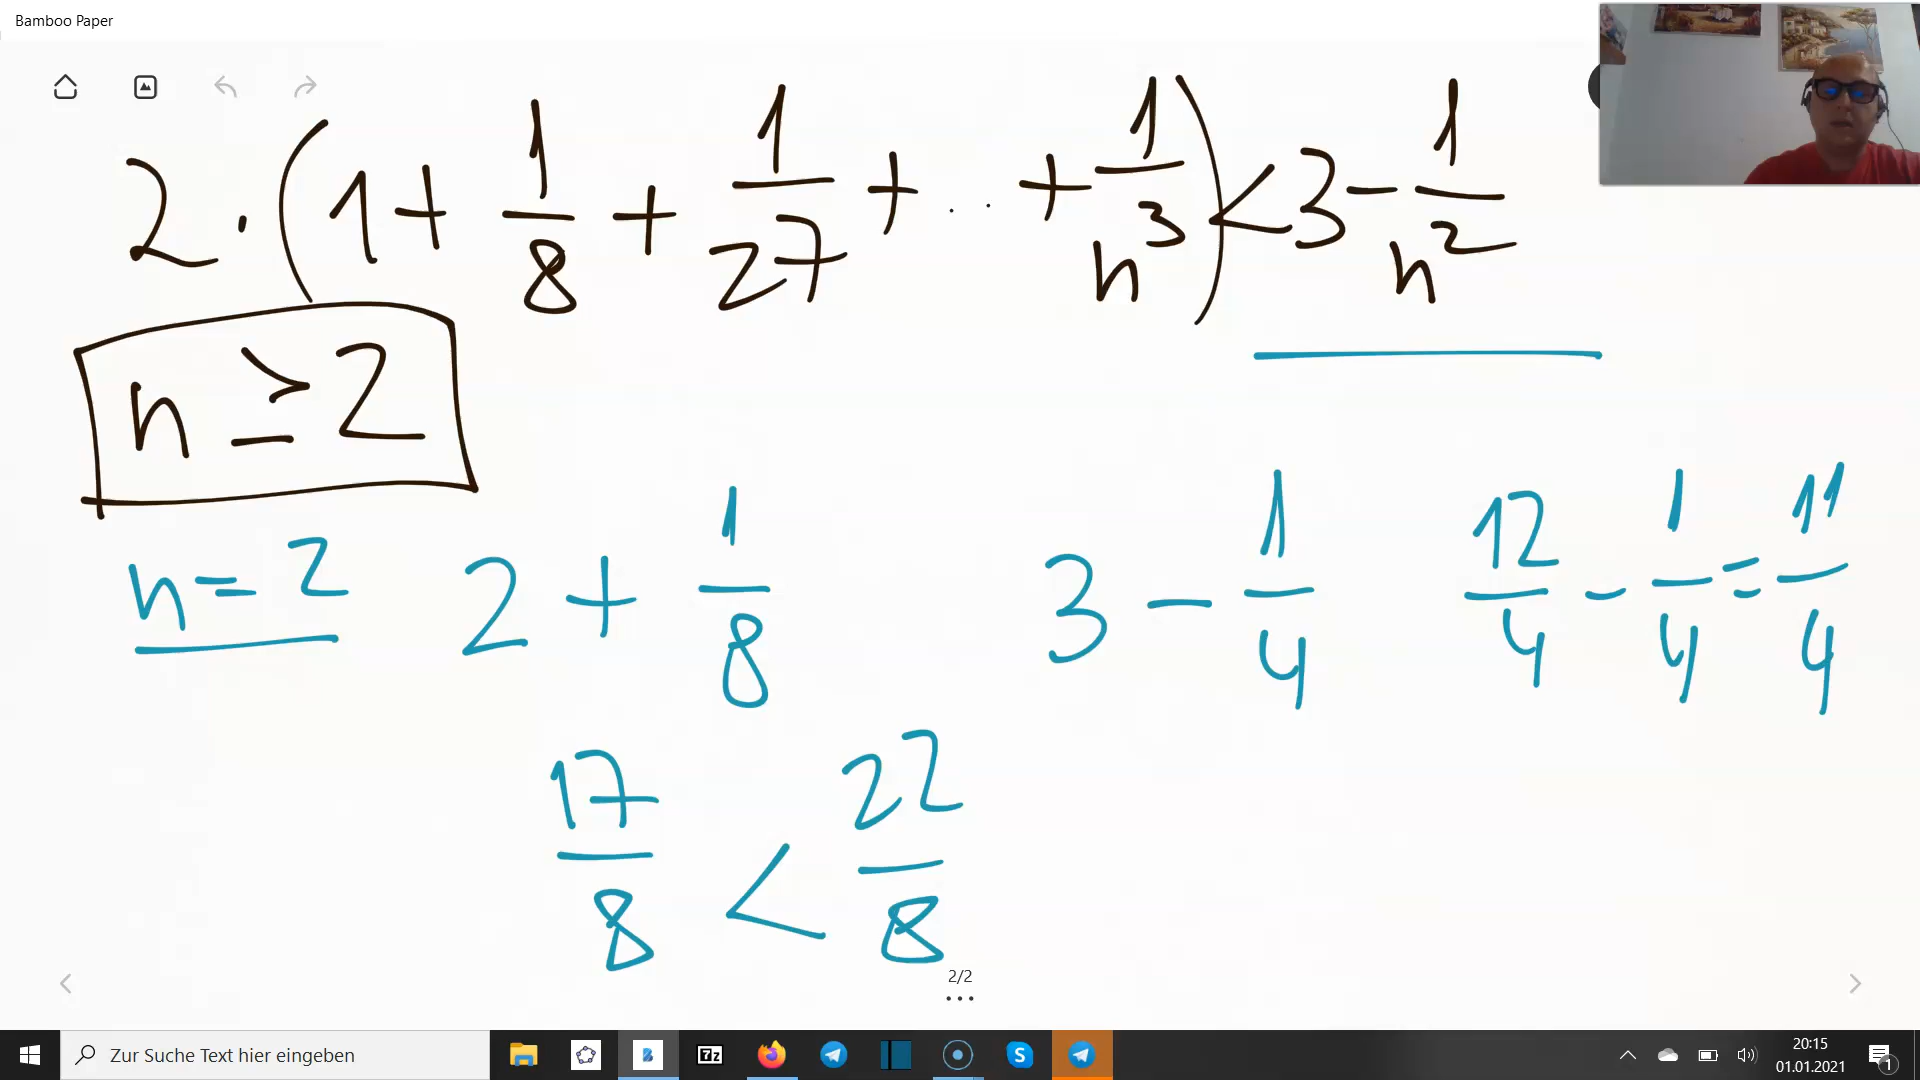 Bamboo Paper
2 · (1 + 1/8 + 1/27 + . . + 1/n³) < 3 - 1/n²
n ≥ 2
n = 2 2 + 1/8 3 - 1/4 12/4 - 1/4 = 11/4
17/8 < 22/8
2/2
Zur Suche Text hier eingeben
B
7z
S
20:15
01.01.2021
1